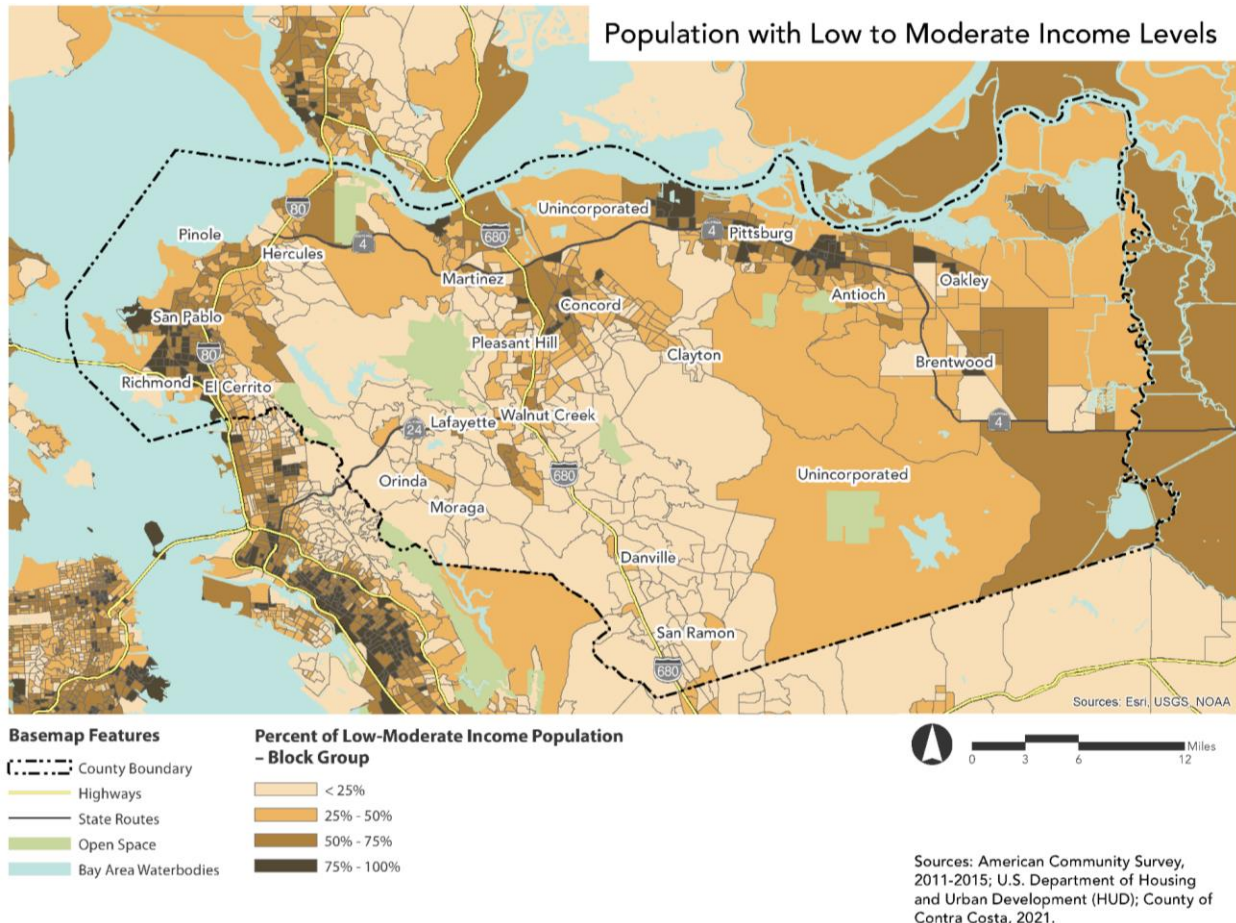 Population with Low to Moderate Income Levels
Unincorporated
80
4
Pittsburg
4
680
Pinole
Hercules
Martinez
Oakley
Antioch
Concord
San Pablo
80
Pleasant Hill
Clayton
Brentwood
Richmond
El Cerrito
Lafayette
Walnut Creek
24
4
680
Unincorporated
Orinda
Moraga
Danville
San Ramon
680
Sources: Esri, USGS, NOAA
Basemap Features
County Boundary
Highways
State Routes
Open Space
Bay Area Waterbodies
Percent of Low-Moderate Income Population
– Block Group
< 25%
25% - 50%
50% - 75%
75% - 100%
Miles
0 3 6 12
Sources: American Community Survey,
2011-2015; U.S. Department of Housing
and Urban Development (HUD); County of
Contra Costa, 2021.